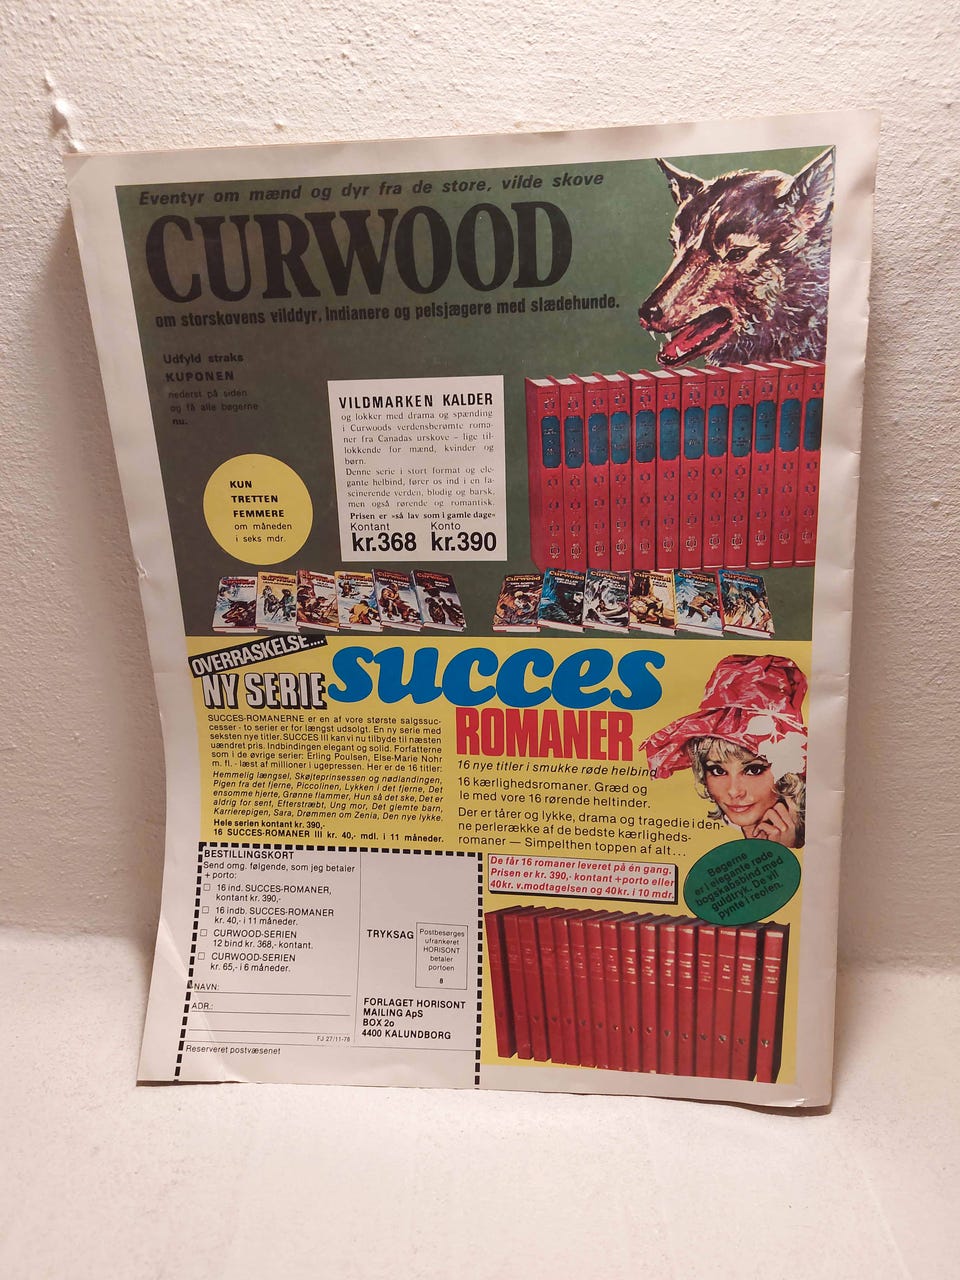 Eventyr om mænd og dyr fra de store, vilde skove
CURWOOD
om storskovens vilddyr, Indianere og pelsjægere med slædehunde.
Udfyld straks
KUPONEN
nederst på siden
og få alle bøgerne
nu.
KUN
TRETTEN
FEMMERE
om måneden
i seks mdr.
VILDMARKEN KALDER
og lokker med drama og spænding
i Curwoods verdensberømte roma-
ner fra Canadas urskove – lige til-
lokkende for mænd, kvinder og
børn.
Denne serie i stort format og ele-
gante helbind, fører os ind i en fa-
scinerende verden, blodig og barsk,
men også rørende og romantisk.
Prisen er »så lav som i gamle dage«
Kontant Konto
kr.368 kr.390
OVERRASKELSE....
NY SERIE
succes
ROMANER
SUCCES-ROMANERNE er en af vore største salgssuc-
cesser - to serier er for længst udsolgt. En ny serie med
seksten nye titler. SUCCES III kan vi nu tilbyde til næsten
uændret pris. Indbindingen elegant og solid. Forfatterne
som i de øvrige serier: Erling Poulsen, Else-Marie Nohr
m. fl. - læst af millioner i ugepressen. Her er de 16 titler:
Hemmelig længsel, Skøjteprinsessen og nødlandingen,
Pigen fra det fjerne, Piccolinen, Lykken i det fjerne, Det
ensomme hjerte, Grønne flammer, Hun så det ske, Det er
aldrig for sent, Efterstræbt, Ung mor, Det glemte barn,
Karrierepigen, Sara, Drømmen om Zenia, Den nye lykke.
Hele serien kontant kr. 390,-
16 SUCCES-ROMANER III kr. 40,- mdl. i 11 måneder.
16 nye titler i smukke røde helbind
16 kærlighedsromaner. Græd og
le med vore 16 rørende heltinder.
Der er tårer og lykke, drama og tragedie i den-
ne perlerække af de bedste kærligheds-
romaner — Simpelthen toppen af alt...
De får 16 romaner leveret på én gang.
Prisen er kr. 390,- kontant + porto eller
40kr. v.modtagelsen og 40 kr. i 10 mdr.
Bøgerne
er i elegante røde
bogskabsbind med
guldtryk. De vil
pynte i reolen.
BESTILLINGSKORT
Send omg. følgende, som jeg betaler
+ porto:
16 ind. SUCCES-ROMANER,
kontant kr. 390,-
16 indb. SUCCES-ROMANER
kr. 40,- i 11 måneder.
CURWOOD-SERIEN
12 bind kr. 368,- kontant.
CURWOOD-SERIEN
kr. 65,- i 6 måneder.
NAVN:
ADR.:
FJ 27/11-78
Reserveret postvæsenet
TRYKSAG
Postbesørges
ufrankeret
HORISONT
betaler
portoen
8
FORLAGET HORISONT
MAILING ApS
BOX 20
4400 KALUNDBORG